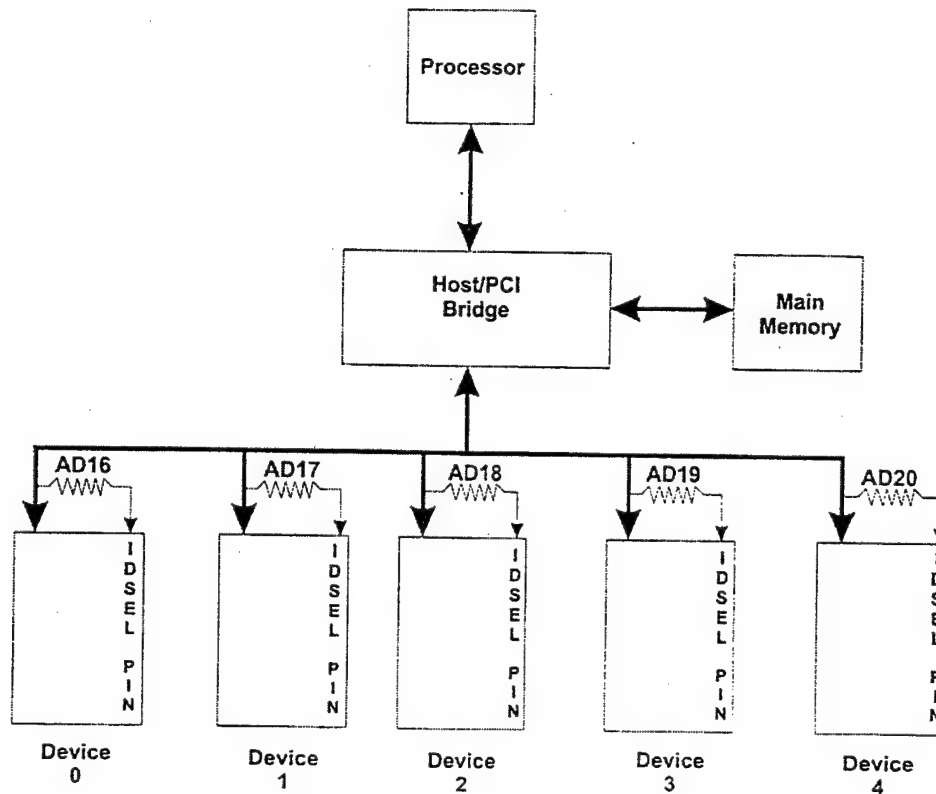 Processor
Host/PCI
Bridge
Main
Memory
AD16
AD17
AD18
AD19
AD20
IDSEL PIN
IDSEL PIN
IDSEL PIN
IDSEL PIN
IDSEL PIN
Device
0
Device
1
Device
2
Device
3
Device
4